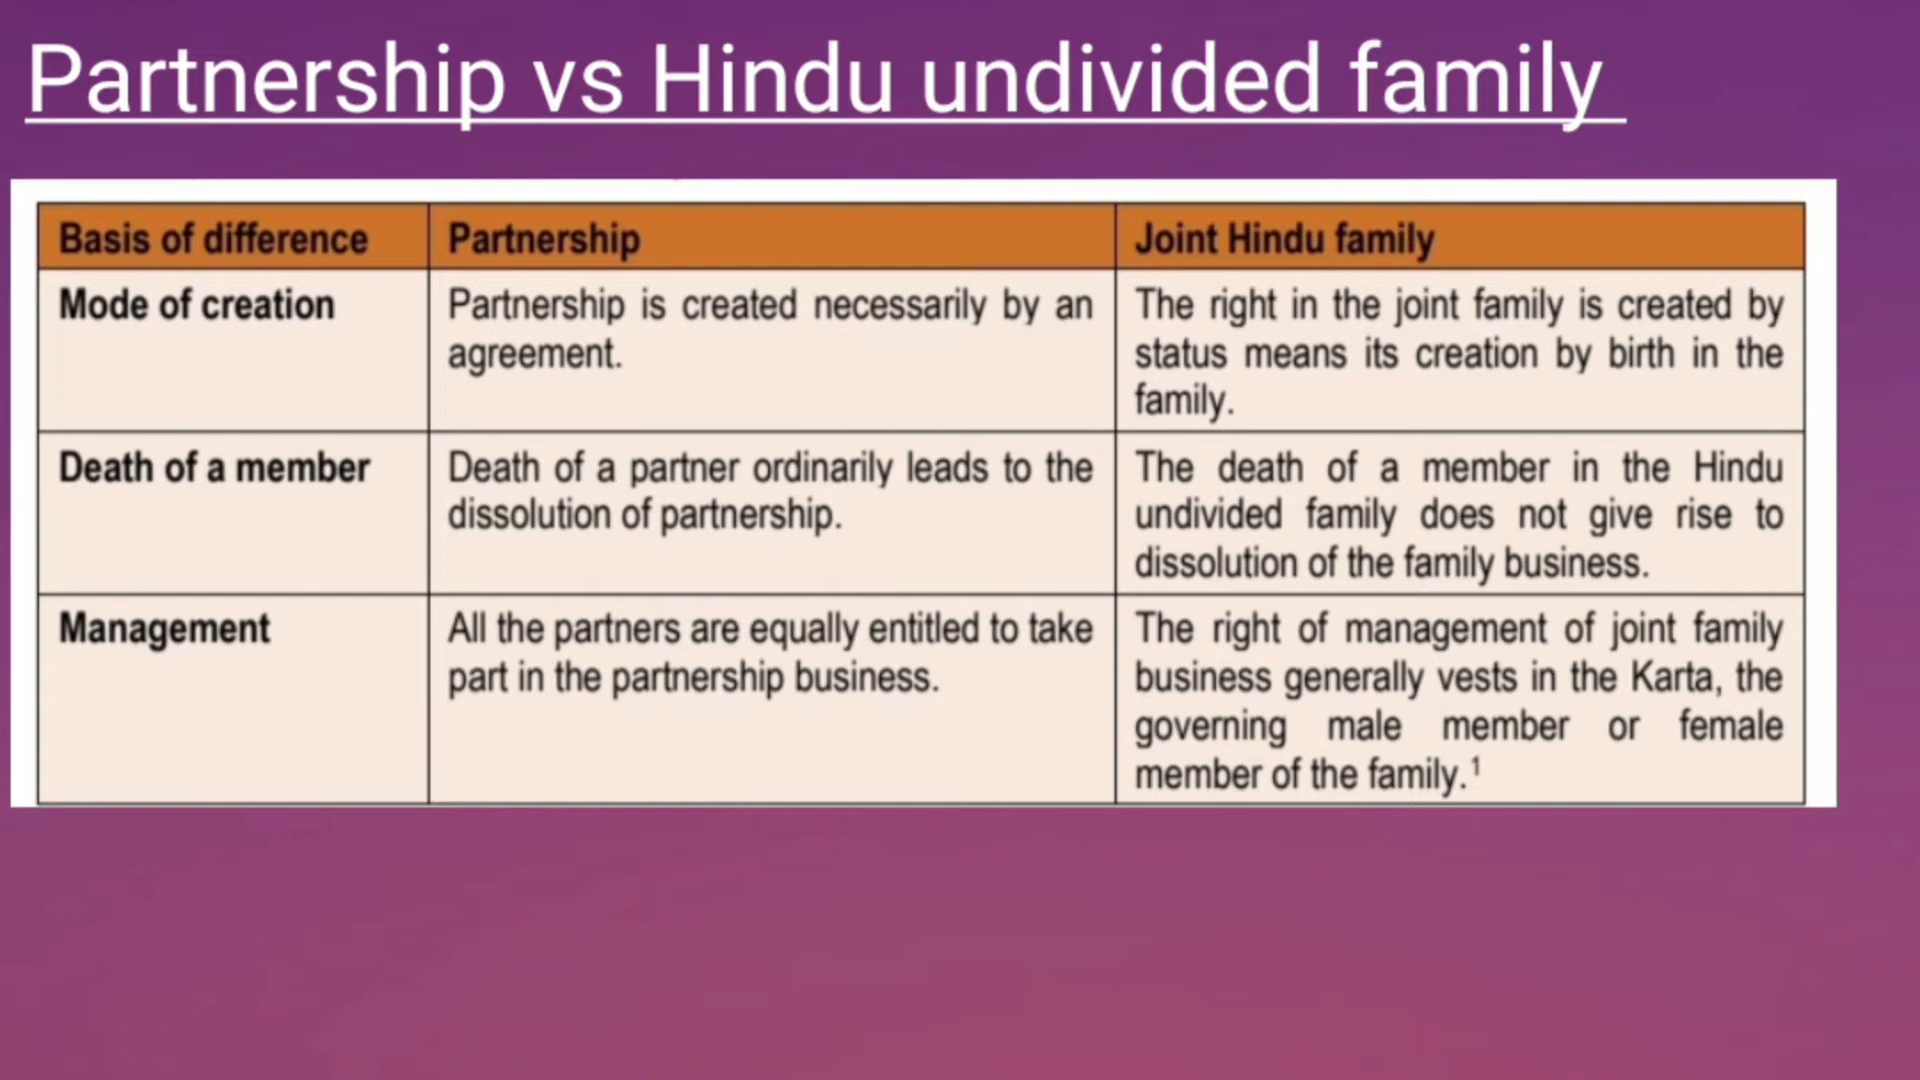 Partnership vs Hindu undivided family
Basis of difference
Partnership
Joint Hindu family
Mode of creation
Partnership is created necessarily by an
agreement.
The right in the joint family is created by
status means its creation by birth in the
family.
Death of a member
Death of a partner ordinarily leads to the
dissolution of partnership.
The death of a member in the Hindu
undivided family does not give rise to
dissolution of the family business.
Management
All the partners are equally entitled to take
part in the partnership business.
The right of management of joint family
business generally vests in the Karta, the
governing male member or female
member of the family.¹